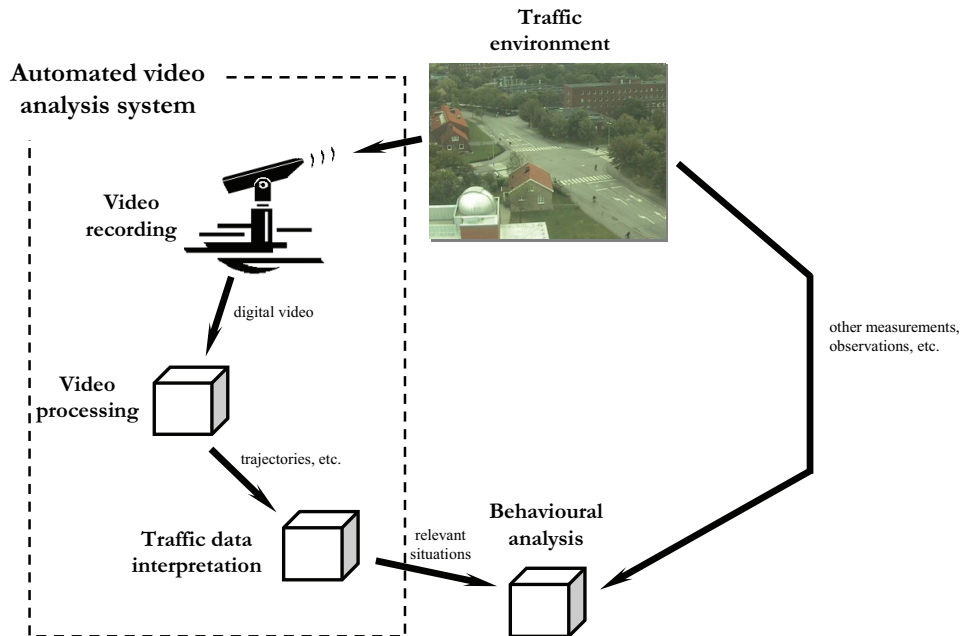 Traffic
environment
Automated video
analysis system
Video
recording
digital video
other measurements,
observations, etc.
Video
processing
trajectories, etc.
Traffic data
interpretation
relevant
situations
Behavioural
analysis